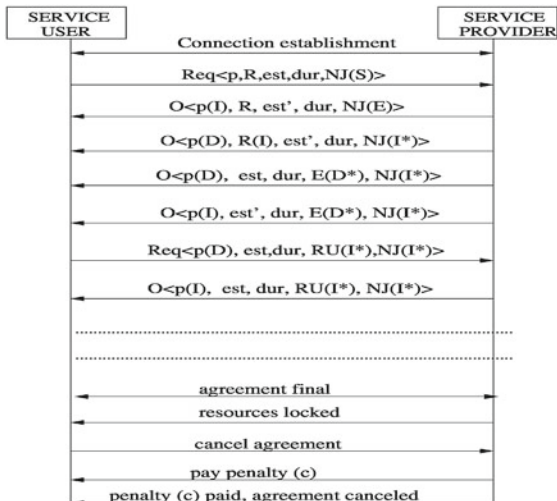 SERVICE
USER
SERVICE
PROVIDER
Connection establishment
Req<p,R,est,dur,NJ(S)>
O<p(I), R, est', dur, NJ(E)>
O<p(D), R(I), est', dur, NJ(I*)>
O<p(D), est, dur, E(D*), NJ(I*)>
O<p(I), est', dur, E(D*), NJ(I*)>
Req<p(D), est,dur, RU(I*),NJ(I*)>
O<p(I), est, dur, RU(I*), NJ(I*)>
agreement final
resources locked
cancel agreement
pay penalty (c)
penalty (c) paid, agreement canceled